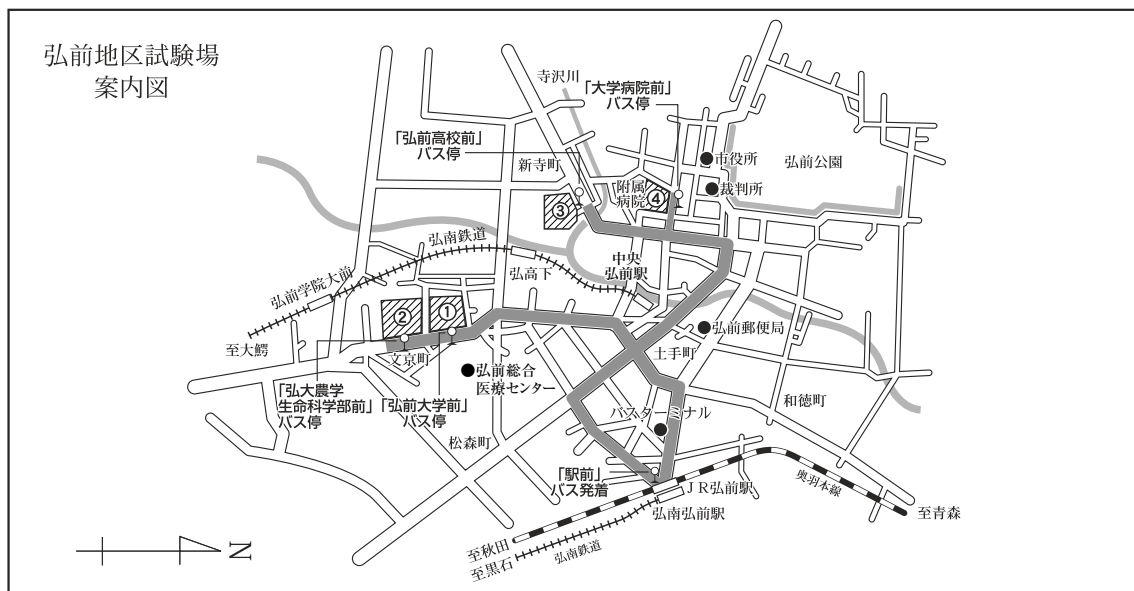 弘前地区試験場
案内図
寺沢川
「大学病院前」
バス停
「弘前高校前」
バス停
新寺町
市役所
弘前公園
附属
病院
④
裁判所
③
弘南鉄道
中央
弘前駅
弘高下
弘前学院大前
①
②
弘前郵便局
至大鰐
文京町
土手町
弘前総合
医療センター
「弘大農学
生命科学部前」
バス停
「弘前大学前」
バス停
和徳町
バスターミナル
松森町
「駅前」
バス発着
JR弘前駅
奥羽本線
弘南弘前駅
至青森
至秋田
至黒石
弘南鉄道
N